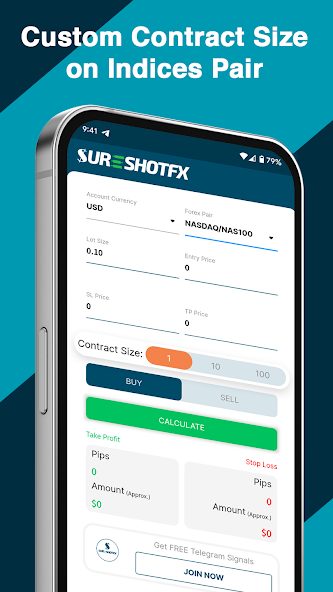 Custom Contract Size
on Indices Pair
9:41
79%
SURESHOTFX
Account Currency
Forex Pair
USD
NASDAQ/NAS100
Lot Size
Entry Price
0.10
0
SL Price
TP Price
0
0
Contract Size:
1
10
100
BUY
SELL
CALCULATE
Take Profit
Stop Loss
Pips
Pips
0
0
Amount (Approx.)
Amount (Approx.)
$0
$0
SURESHOTFX
Get FREE Telegram Signals
JOIN NOW